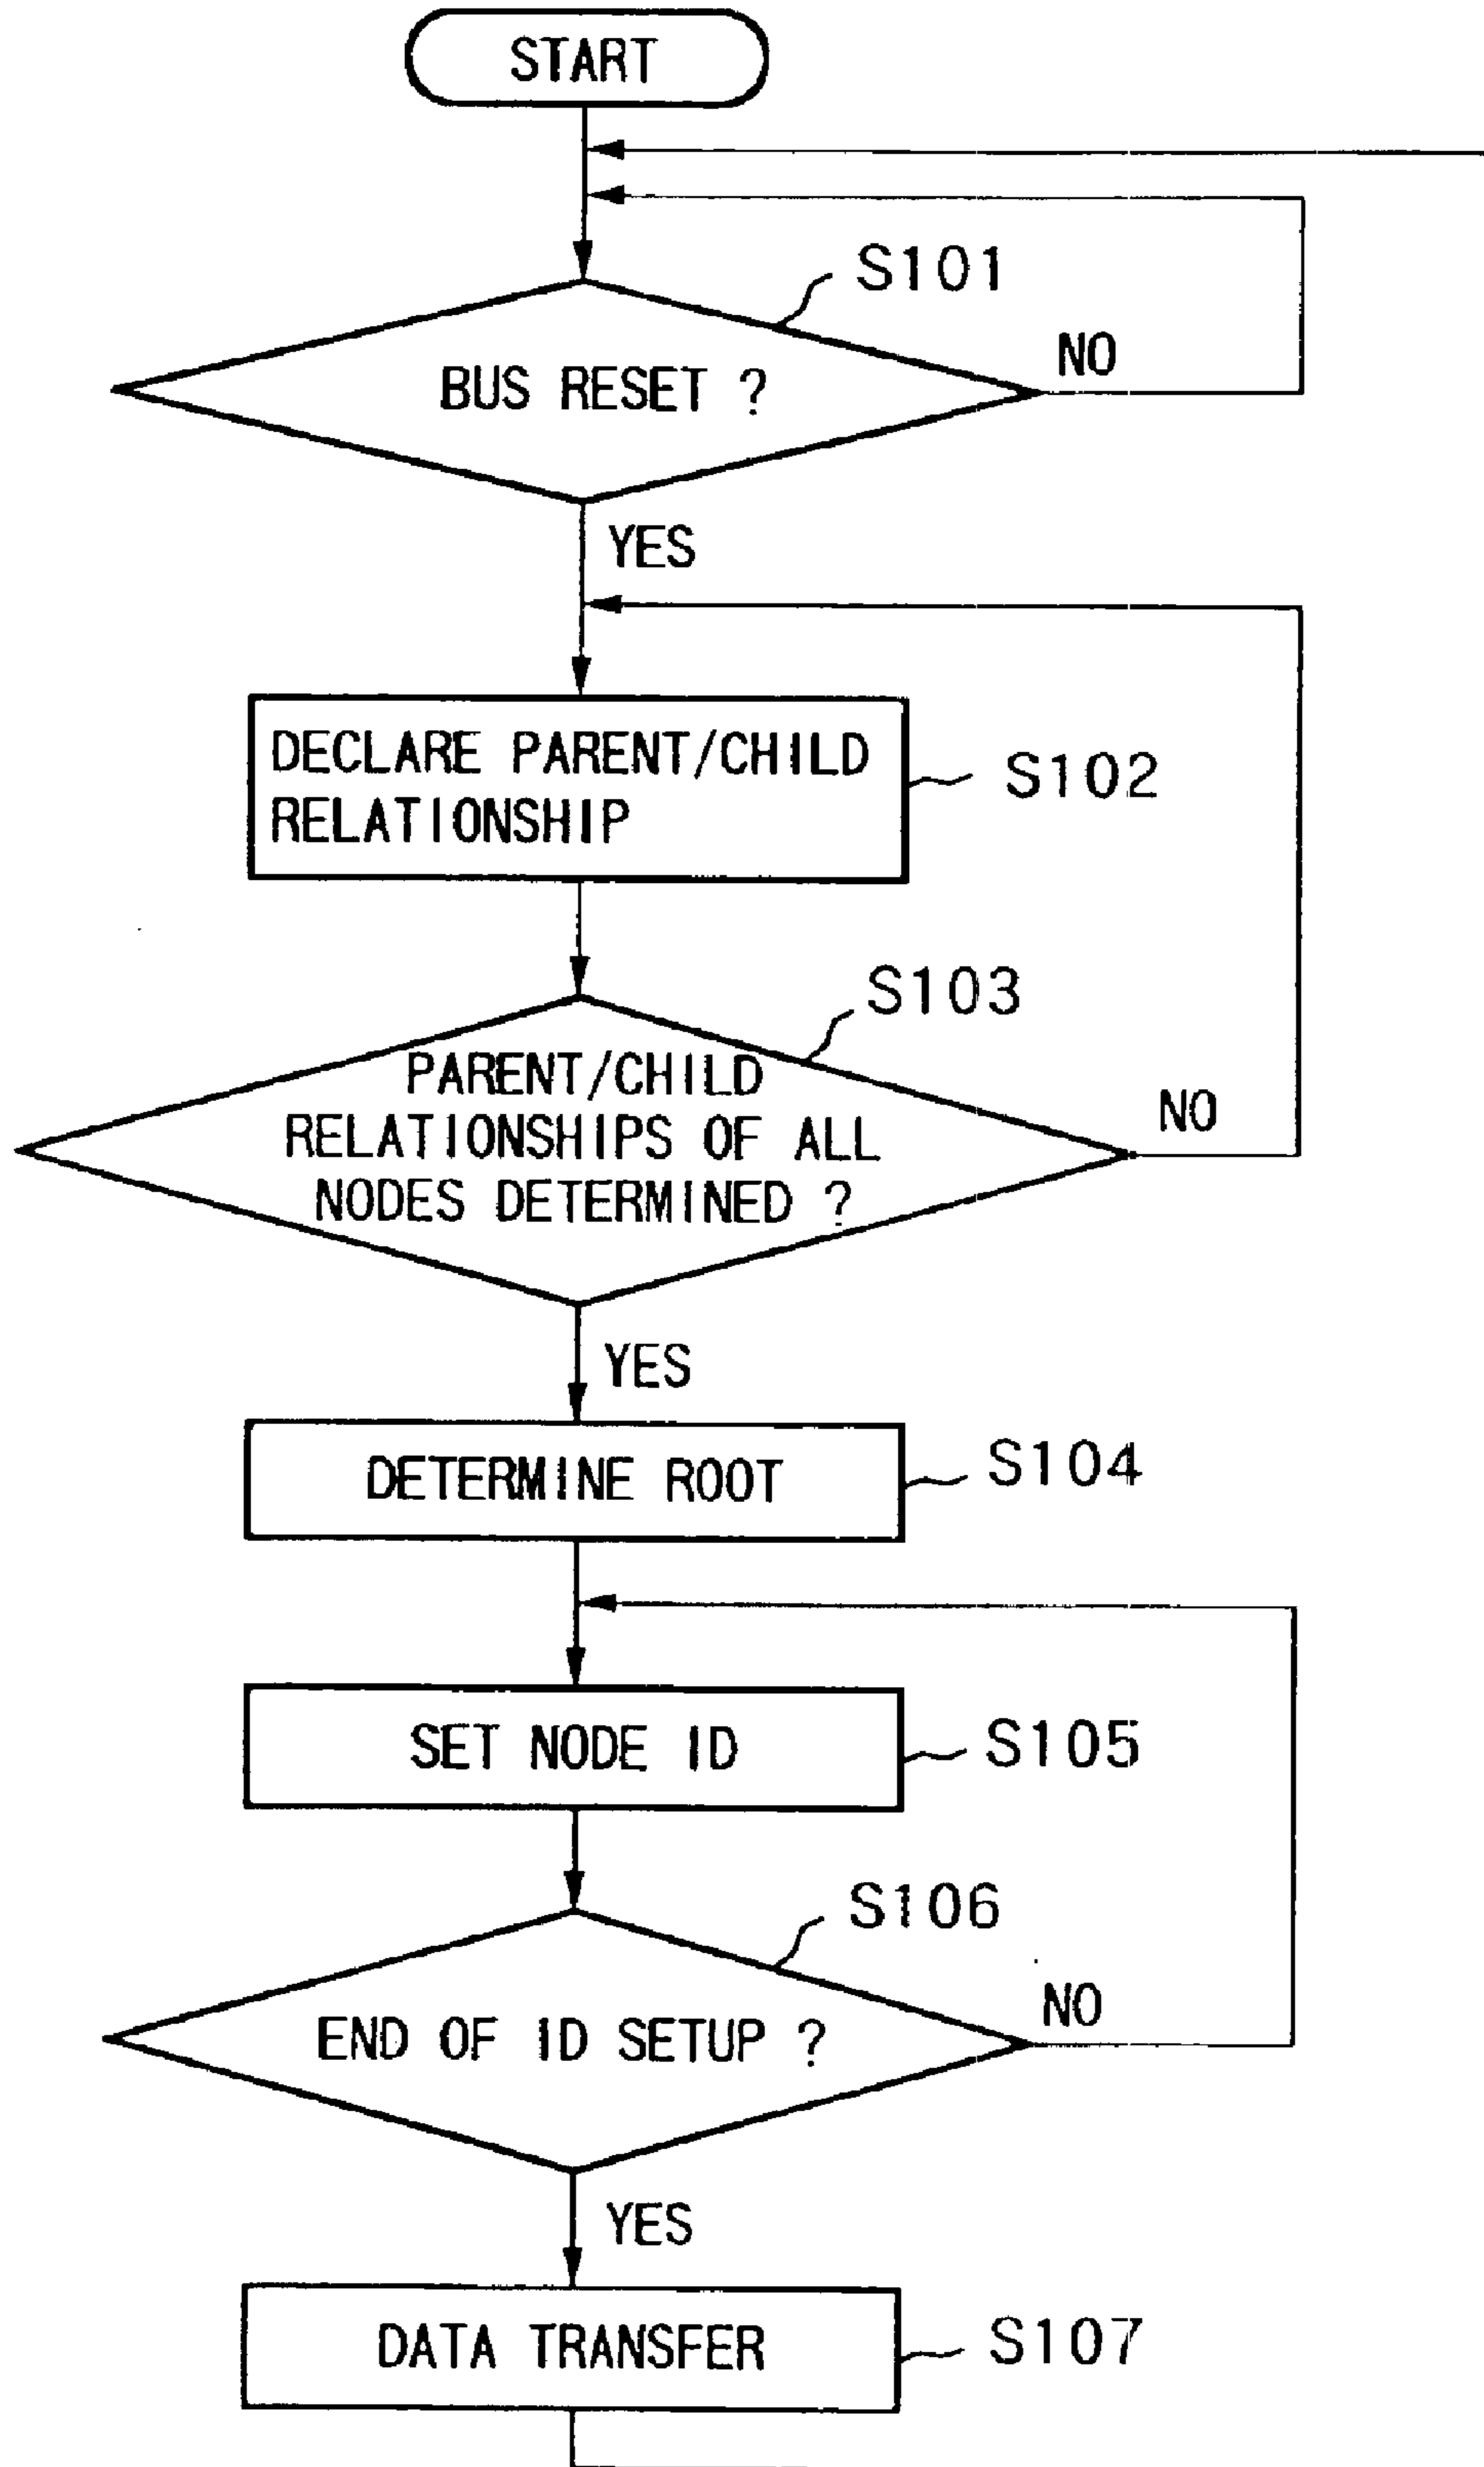 START
S101
BUS RESET ?
NO
YES
DECLARE PARENT/CHILD
RELATIONSHIP
S102
S103
PARENT/CHILD
RELATIONSHIPS OF ALL
NODES DETERMINED ?
NO
YES
DETERMINE ROOT
S104
SET NODE ID
S105
S106
END OF ID SETUP ?
NO
YES
DATA TRANSFER
S107